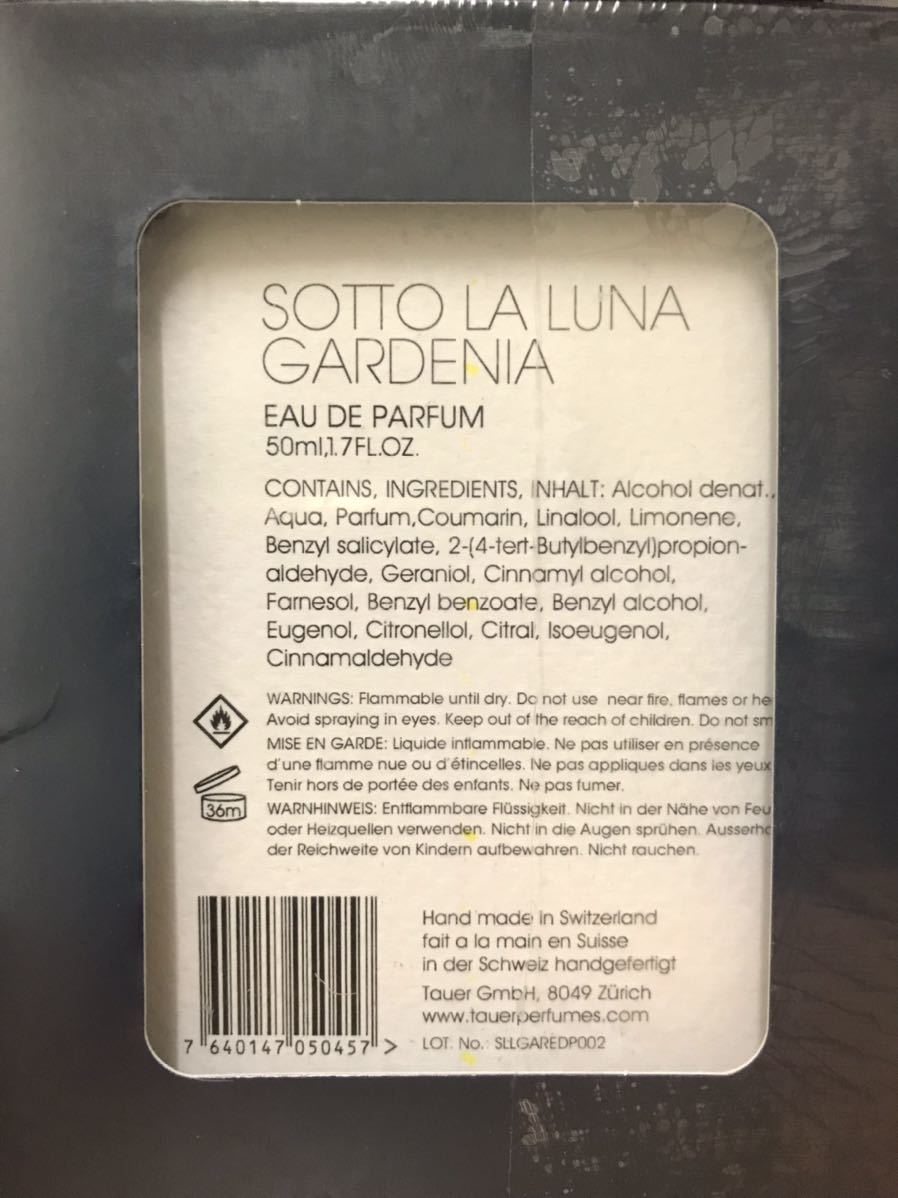 SOTTO LA LUNA
GARDENIA
EAU DE PARFUM
50ml,1.7FL.OZ.
CONTAINS, INGREDIENTS, INHALT: Alcohol denat.,
Aqua, Parfum,Coumarin, Linalool, Limonene,
Benzyl salicylate, 2-(4-tert-Butylbenzyl)propion-
aldehyde, Geraniol, Cinnamyl alcohol,
Farnesol, Benzyl benzoate, Benzyl alcohol,
Eugenol, Citronellol, Citral, Isoeugenol,
Cinnamaldehyde
WARNINGS: Flammable until dry. Do not use near fire, flames or he
Avoid spraying in eyes. Keep out of the reach of children. Do not sm
MISE EN GARDE: Liquide inflammable. Ne pas utiliser en présence
d'une flamme nue ou d'étincelles. Ne pas appliques dans les yeux
Tenir hors de portée des enfants. Ne pas fumer.
36m
WARNHINWEIS: Entflammbare Flüssigkeit. Nicht in der Nähe von Feu
oder Heizquellen verwenden. Nicht in die Augen sprühen. Ausserha
der Reichweite von Kindern aufbewahren. Nicht rauchen.
Hand made in Switzerland
fait a la main en Suisse
in der Schweiz handgefertigt
Tauer GmbH, 8049 Zürich
www.tauerperfumes.com
LOT. No.: SLLGAREDP002
7 640147 050457 >